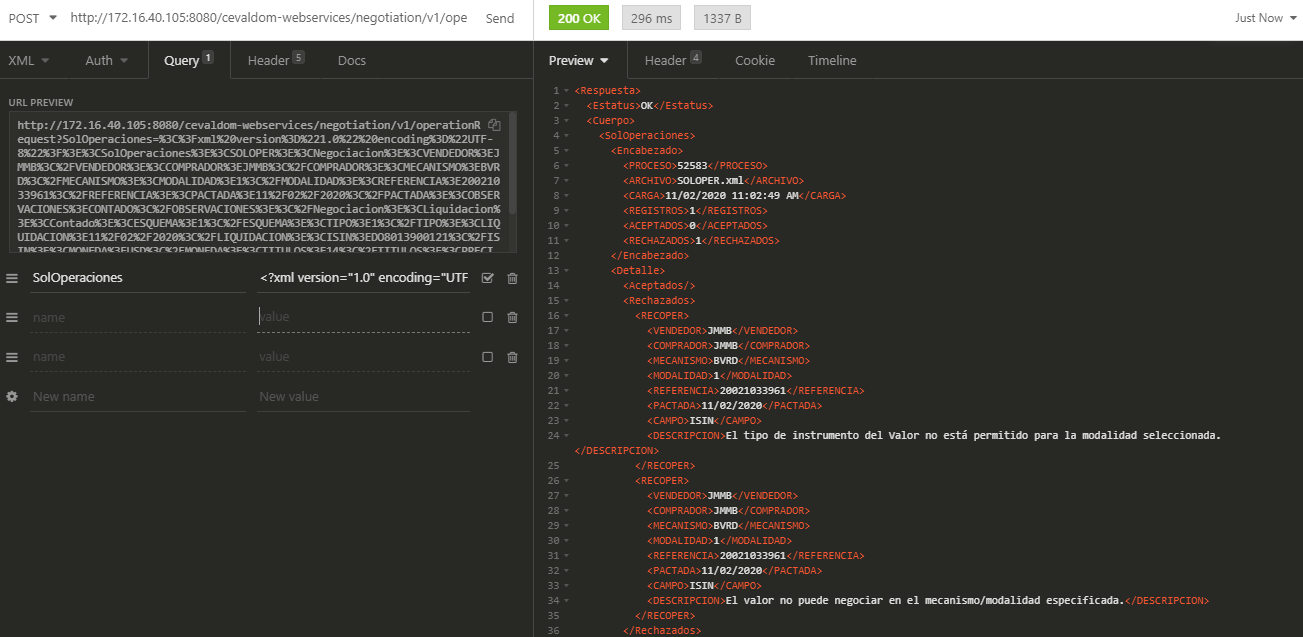 POST http://172.16.40.105:8080/cevaldom-webservices/negotiation/v1/ope Send
200 OK 296 ms 1337 B Just Now
XML Auth Query 1 Header 5 Docs
Preview Header 4 Cookie Timeline
URL PREVIEW
http://172.16.40.105:8080/cevaldom-webservices/negotiation/v1/operationR
equest?SolOperaciones=%3C%3Fxml%20version%3D%221.0%22%20encoding%3D%22UTF-
8%22%3F%3E%3CSolOperaciones%3E%3CSOLOPER%3E%3CNegociacion%3E%3CVENDEDOR%3EJ
MMB%3C%2FVENDEDOR%3E%3CCOMPRADOR%3EJMMB%3C%2FCOMPRADOR%3E%3CMECANISMO%3EBVR
D%3C%2FMECANISMO%3E%3CMODALIDAD%3E1%3C%2FMODALIDAD%3E%3CREFERENCIA%3E200210
33961%3C%2FREFERENCIA%3E%3CPACTADA%3E11%2F02%2F2020%3C%2FPACTADA%3E%3COBSER
VACIONES%3ECONTADO%3C%2FOBSERVACIONES%3E%3C%2FNegociacion%3E%3CLiquidacion%
3E%3CContado%3E%3CESQUEMA%3E1%3C%2FESQUEMA%3E%3CTIPO%3E1%3C%2FTIPO%3E%3CLIQ
UIDACION%3E11%2F02%2F2020%3C%2FLIQUIDACION%3E%3CISIN%3EDD8013900121%3C%2FIS
IN%3E%3CMONEDA%3EUSD%3C%2FMONEDA%3E%3CTITULOS%3E14%3C%2FTITULOS%3E%3CPRECI
SolOperaciones <?xml version="1.0" encoding="UTF
name value
name value
New name New value
1 <Respuesta>
2 <Estatus>OK</Estatus>
3 <Cuerpo>
4 <SolOperaciones>
5 <Encabezado>
6 <PROCESO>52583</PROCESO>
7 <ARCHIVO>SOLOPER.xml</ARCHIVO>
8 <CARGA>11/02/2020 11:02:49 AM</CARGA>
9 <REGISTROS>1</REGISTROS>
10 <ACEPTADOS>0</ACEPTADOS>
11 <RECHAZADOS>1</RECHAZADOS>
12 </Encabezado>
13 <Detalle>
14 <Aceptados/>
15 <Rechazados>
16 <RECOPER>
17 <VENDEDOR>JMMB</VENDEDOR>
18 <COMPRADOR>JMMB</COMPRADOR>
19 <MECANISMO>BVRD</MECANISMO>
20 <MODALIDAD>1</MODALIDAD>
21 <REFERENCIA>20021033961</REFERENCIA>
22 <PACTADA>11/02/2020</PACTADA>
23 <CAMPO>ISIN</CAMPO>
24 <DESCRIPCION>El tipo de instrumento del Valor no está permitido para la modalidad seleccionada.
</DESCRIPCION>
25 </RECOPER>
26 <RECOPER>
27 <VENDEDOR>JMMB</VENDEDOR>
28 <COMPRADOR>JMMB</COMPRADOR>
29 <MECANISMO>BVRD</MECANISMO>
30 <MODALIDAD>1</MODALIDAD>
31 <REFERENCIA>20021033961</REFERENCIA>
32 <PACTADA>11/02/2020</PACTADA>
33 <CAMPO>ISIN</CAMPO>
34 <DESCRIPCION>El valor no puede negociar en el mecanismo/modalidad especificada.</DESCRIPCION>
35 </RECOPER>
36 </Rechazados>